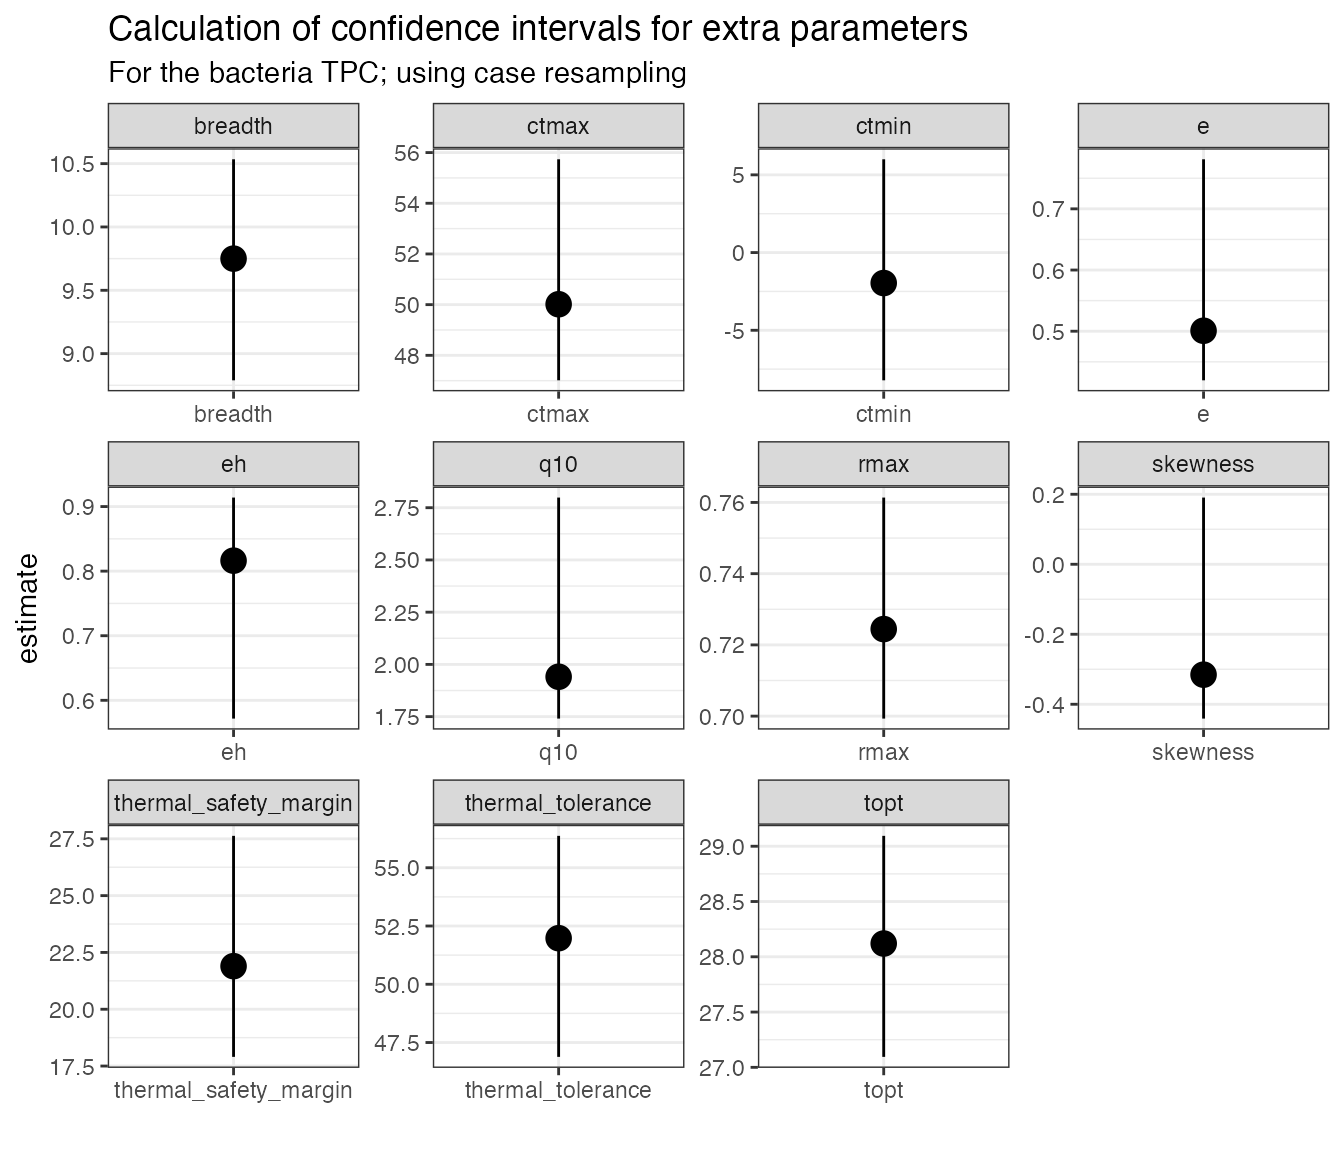 Calculation of confidence intervals for extra parameters
For the bacteria TPC; using case resampling
estimate
breadth
10.5
10.0
9.5
9.0
breadth
ctmax
56
54
52
50
48
ctmax
ctmin
5
0
-5
ctmin
e
0.7
0.6
0.5
e
eh
0.9
0.8
0.7
0.6
eh
q10
2.75
2.50
2.25
2.00
1.75
q10
rmax
0.76
0.74
0.72
0.70
rmax
skewness
0.2
0.0
-0.2
-0.4
skewness
thermal_safety_margin
27.5
25.0
22.5
20.0
17.5
thermal_safety_margin
thermal_tolerance
55.0
52.5
50.0
47.5
thermal_tolerance
topt
29.0
28.5
28.0
27.5
27.0
topt